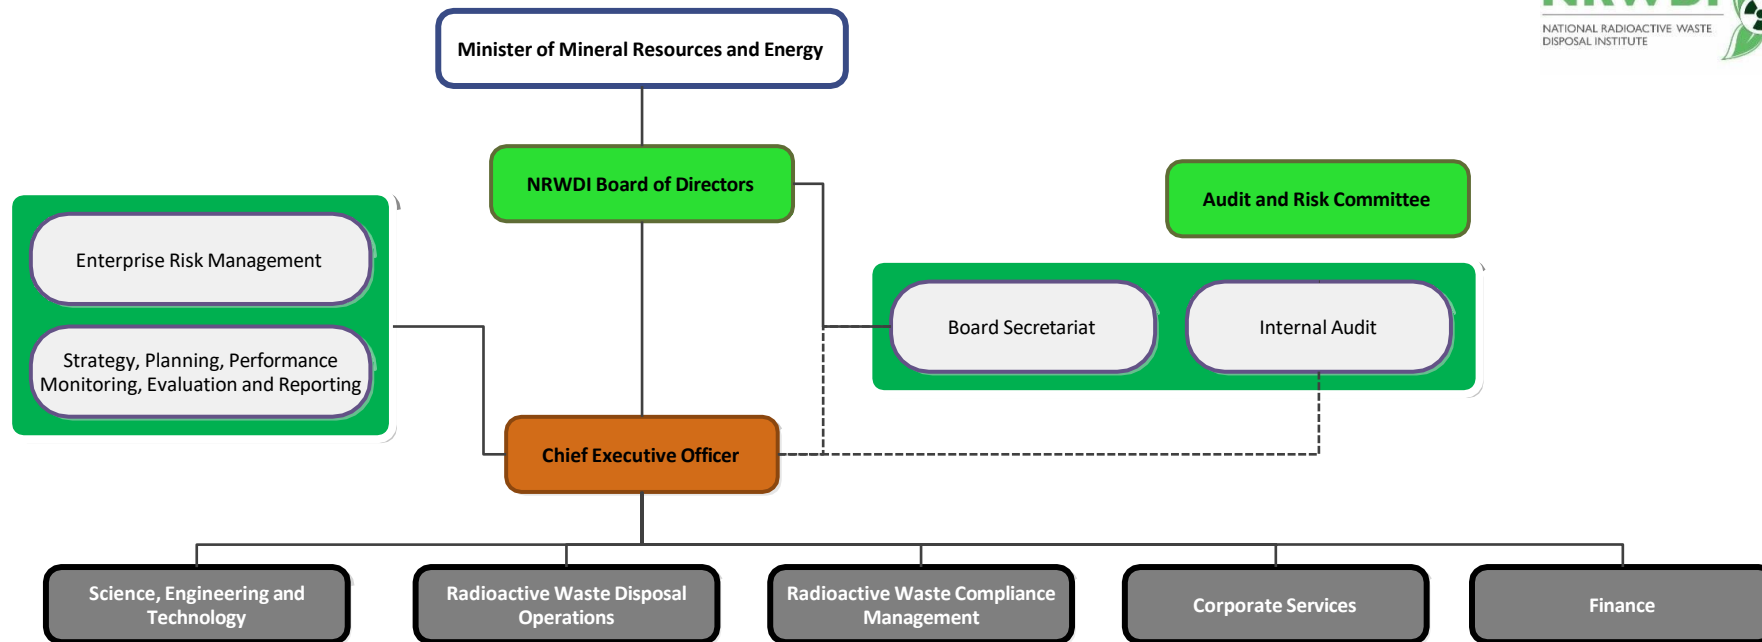 NRWDI
NATIONAL RADIOACTIVE WASTE
DISPOSAL INSTITUTE
Minister of Mineral Resources and Energy
NRWDI Board of Directors
Audit and Risk Committee
Enterprise Risk Management
Strategy, Planning, Performance
Monitoring, Evaluation and Reporting
Board Secretariat
Internal Audit
Chief Executive Officer
Science, Engineering and
Technology
Radioactive Waste Disposal
Operations
Radioactive Waste Compliance
Management
Corporate Services
Finance